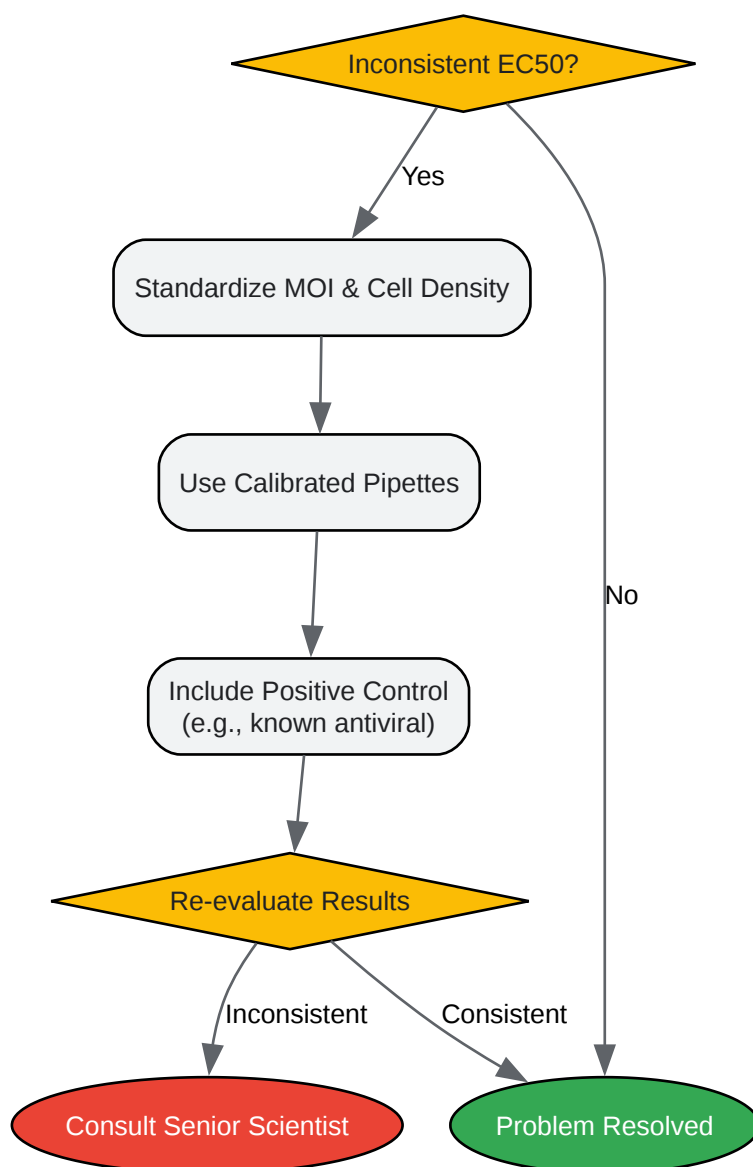 Inconsistent EC50?
Yes
Standardize MOI & Cell Density
Use Calibrated Pipettes
No
Include Positive Control
(e.g., known antiviral)
Re-evaluate Results
Inconsistent
Consistent
Consult Senior Scientist
Problem Resolved